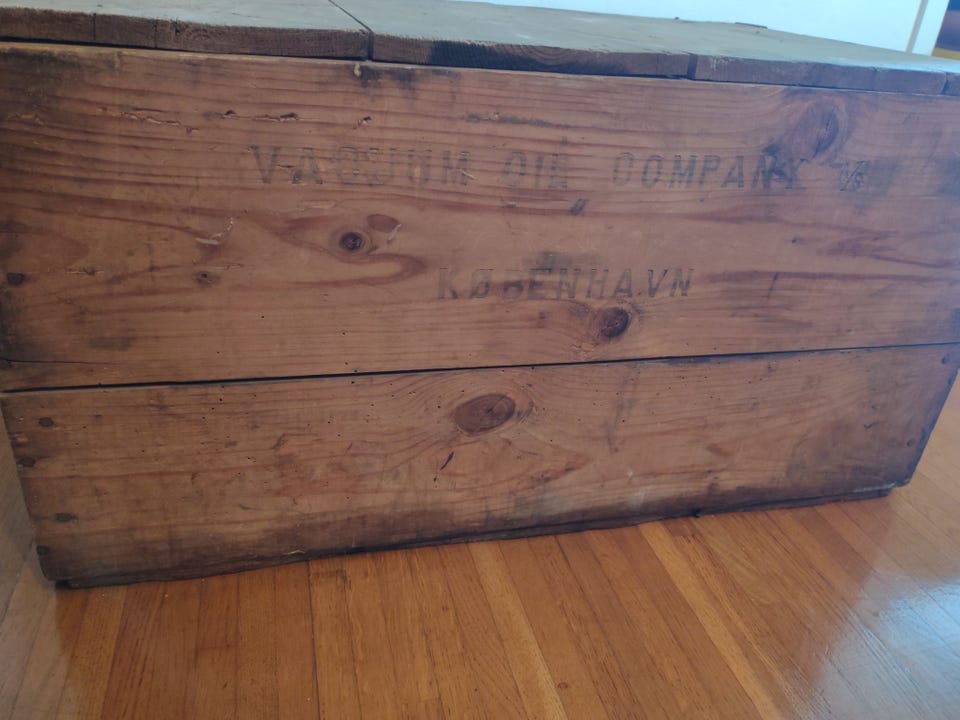 VACUUM OIL COMPANY A/S
KØBENHAVN